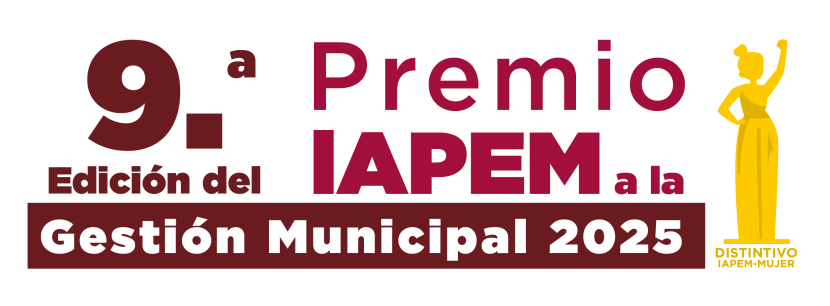 9.ª
Edición del
Premio
IAPEM a la
Gestión Municipal 2025
DISTINTIVO
IAPEM-MUJER